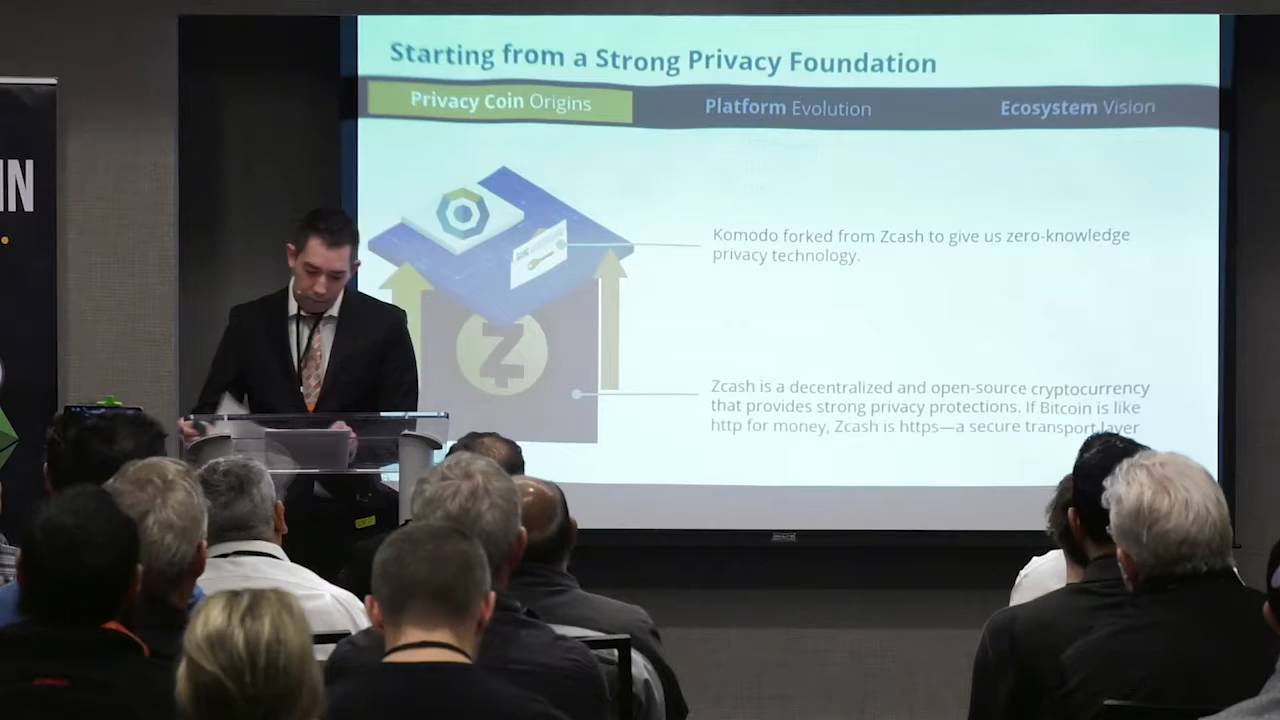 Starting from a Strong Privacy Foundation
Privacy Coin Origins
Platform Evolution
Ecosystem Vision
IN
Komodo forked from Zcash to give us zero-knowledge
privacy technology.
Zcash is a decentralized and open-source cryptocurrency
that provides strong privacy protections. If Bitcoin is like
http for money, Zcash is https—a secure transport layer